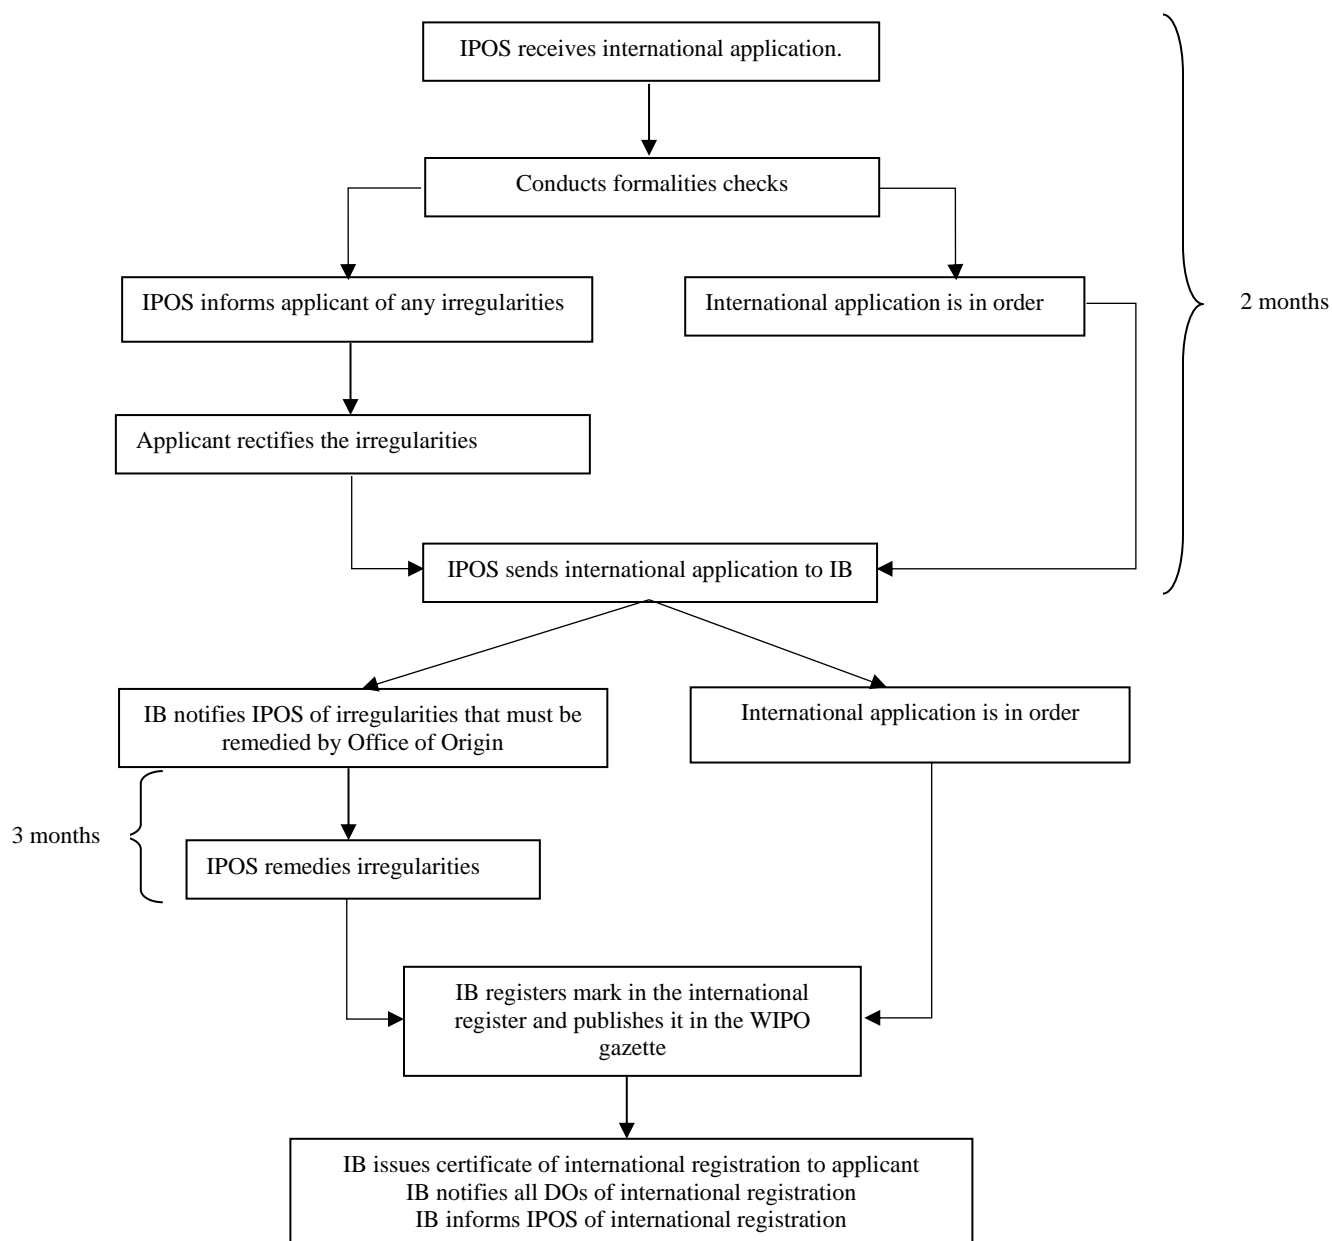 IPOS receives international application.
Conducts formalities checks
IPOS informs applicant of any irregularities
International application is in order
2 months
Applicant rectifies the irregularities
IPOS sends international application to IB
IB notifies IPOS of irregularities that must be
remedied by Office of Origin
International application is in order
3 months
IPOS remedies irregularities
IB registers mark in the international
register and publishes it in the WIPO
gazette
IB issues certificate of international registration to applicant
IB notifies all DOs of international registration
IB informs IPOS of international registration